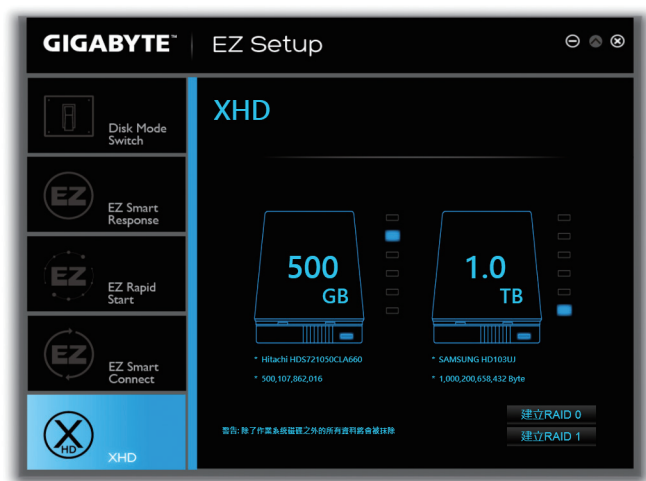 GIGABYTE™ EZ Setup
Disk Mode
Switch
EZ
EZ Smart
Response
EZ
EZ Rapid
Start
EZ
EZ Smart
Connect
X
HD
XHD
XHD
500
GB
* Hitachi HDS721050CLA660
* 500,107,862,016
1.0
TB
* SAMSUNG HD103UJ
* 1,000,200,658,432 Byte
警告: 除了作業系統磁碟之外的所有資料將會被抹除
建立RAID 0
建立RAID 1